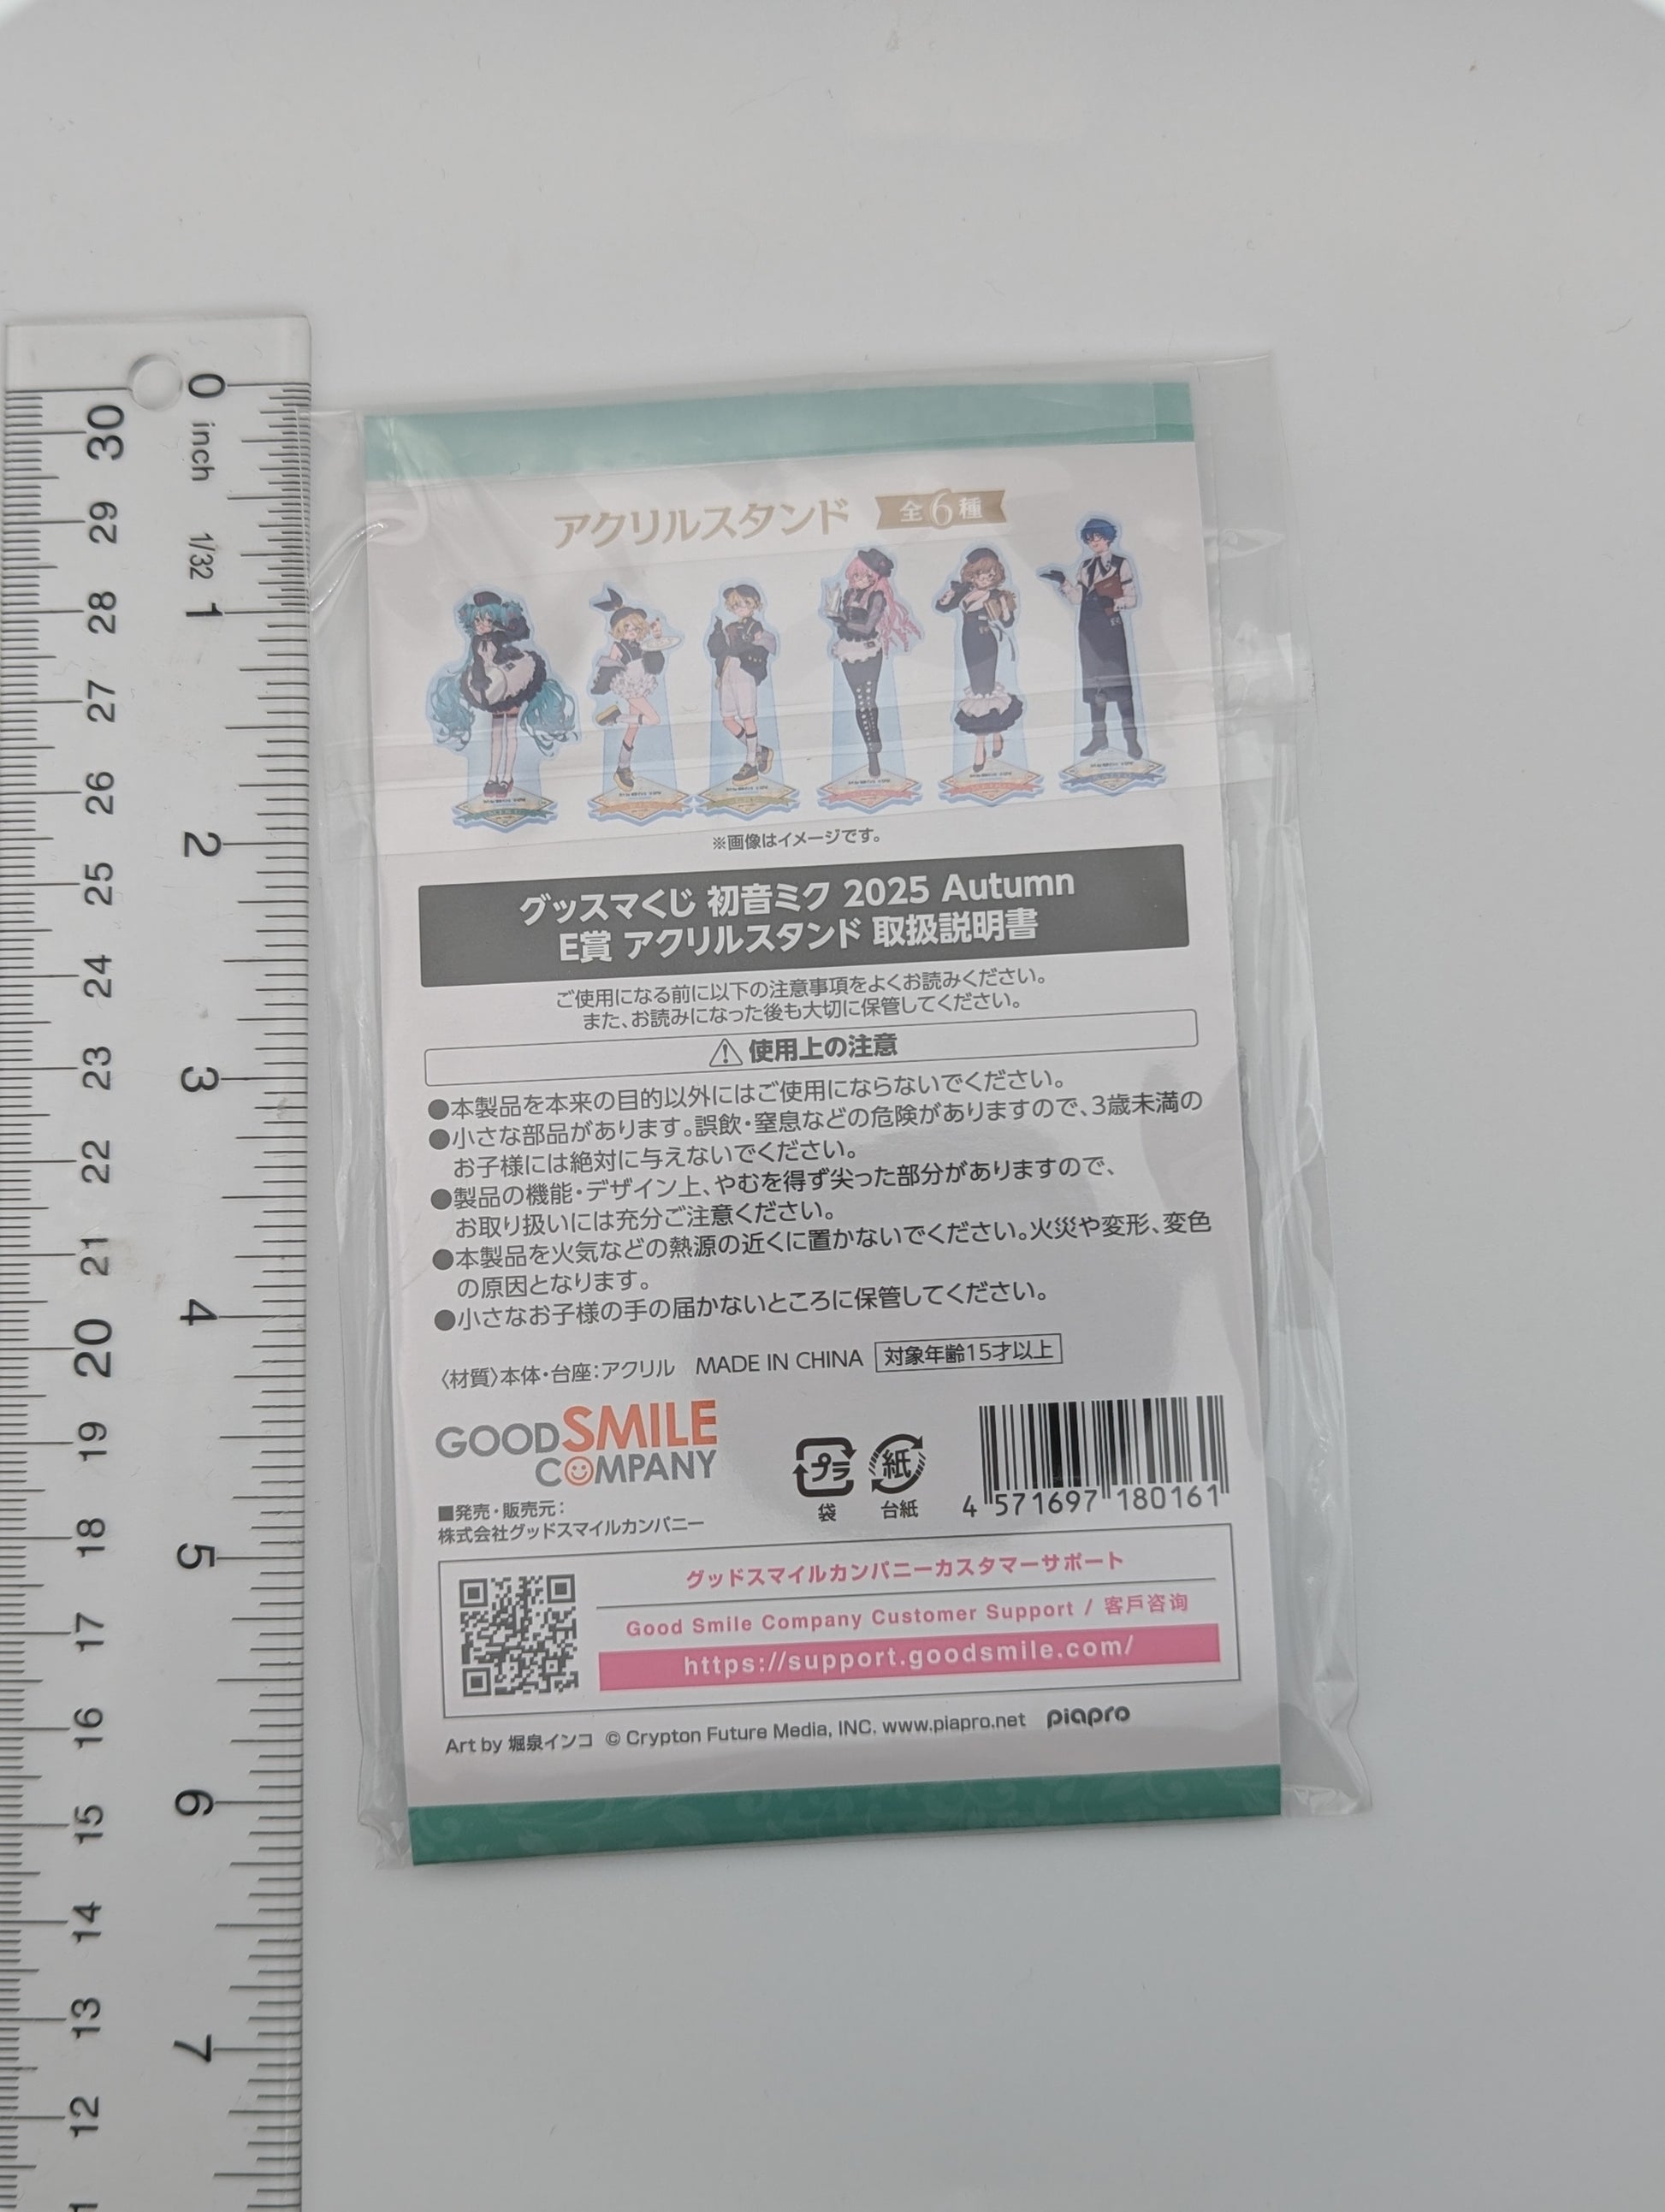 0 inch 1/32 1 2 3 4 5 6 7
30 29 28 27 26 25 24 23 22 21 20 19 18 17 16 15 14 13 12
アクリルスタンド 全6種
※画像はイメージです。
グッスマくじ 初音ミク 2025 Autumn
E賞 アクリルスタンド 取扱説明書
ご使用になる前に以下の注意事項をよくお読みください。
また、お読みになった後も大切に保管してください。
使用上の注意
●本製品を本来の目的以外にはご使用にならないでください。
●小さな部品があります。誤飲・窒息などの危険がありますので、3歳未満の
お子様には絶対に与えないでください。
●製品の機能・デザイン上、やむを得ず尖った部分がありますので、
お取り扱いには充分ご注意ください。
●本製品を火気などの熱源の近くに置かないでください。火災や変形、変色
の原因となります。
●小さなお子様の手の届かないところに保管してください。
〈材質〉本体・台座：アクリル MADE IN CHINA 対象年齢15才以上
GOOD SMILE
COMPANY
プラ 紙
袋 台紙
4 571697 180161
■発売・販売元：
株式会社グッドスマイルカンパニー
グッドスマイルカンパニーカスタマーサポート
Good Smile Company Customer Support / 客戶咨询
https://support.goodsmile.com/
Art by 堀泉インコ © Crypton Future Media, INC. www.piapro.net piapro